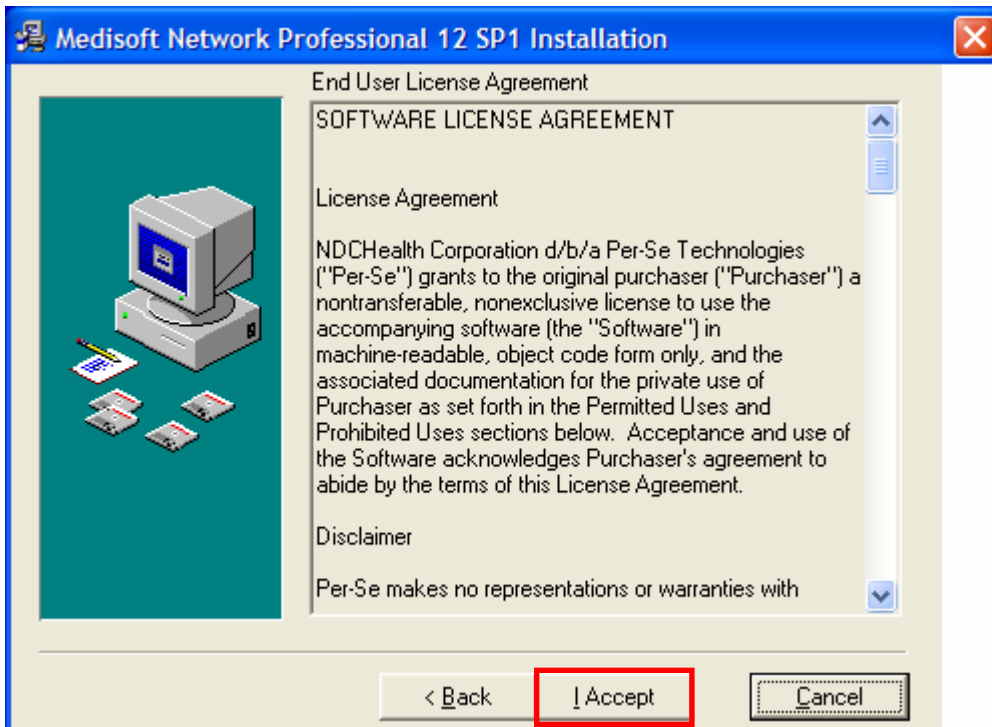 Medisoft Network Professional 12 SP1 Installation
End User License Agreement
SOFTWARE LICENSE AGREEMENT
License Agreement
NDCHealth Corporation d/b/a Per-Se Technologies
("Per-Se") grants to the original purchaser ("Purchaser") a
nontransferable, nonexclusive license to use the
accompanying software (the "Software") in
machine-readable, object code form only, and the
associated documentation for the private use of
Purchaser as set forth in the Permitted Uses and
Prohibited Uses sections below.  Acceptance and use of
the Software acknowledges Purchaser's agreement to
abide by the terms of this License Agreement.
Disclaimer
Per-Se makes no representations or warranties with
< Back
I Accept
Cancel